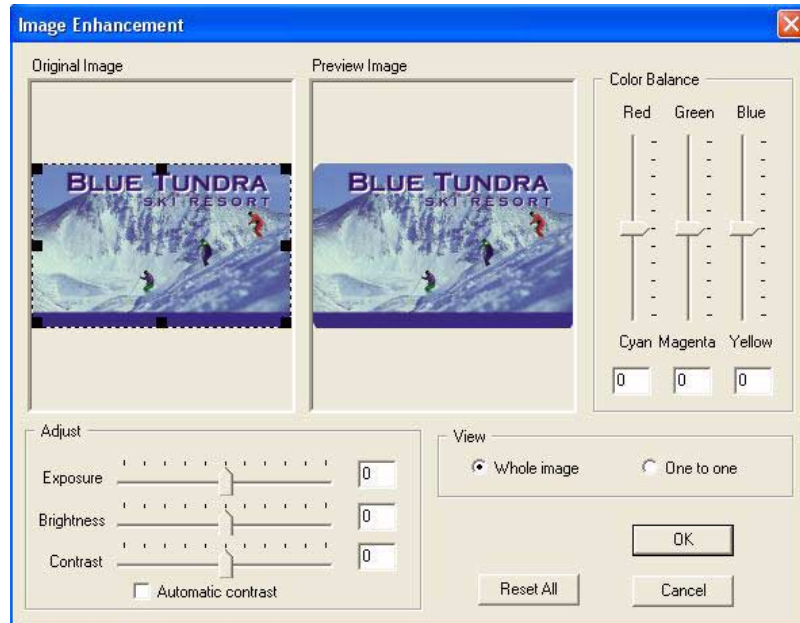 Image Enhancement
Original Image
Preview Image
BLUE TUNDRA
SKI RESORT
BLUE TUNDRA
SKI RESORT
Color Balance
Red Green Blue
Cyan Magenta Yellow
0 0 0
Adjust
Exposure 0
Brightness 0
Contrast 0
Automatic contrast
View
Whole image One to one
OK
Reset All Cancel